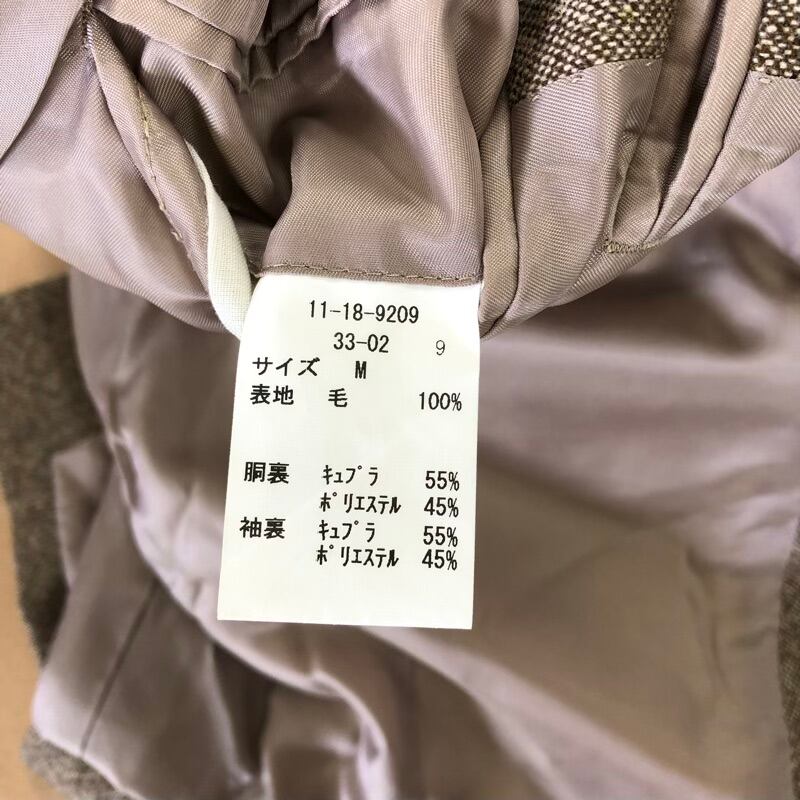 11-18-9209
33-02 9
サイズ M
表地 毛 100%
胴裏 ｷｭﾌﾟﾗ 55%
ﾎﾟﾘｴｽﾃﾙ 45%
袖裏 ｷｭﾌﾟﾗ 55%
ﾎﾟﾘｴｽﾃﾙ 45%